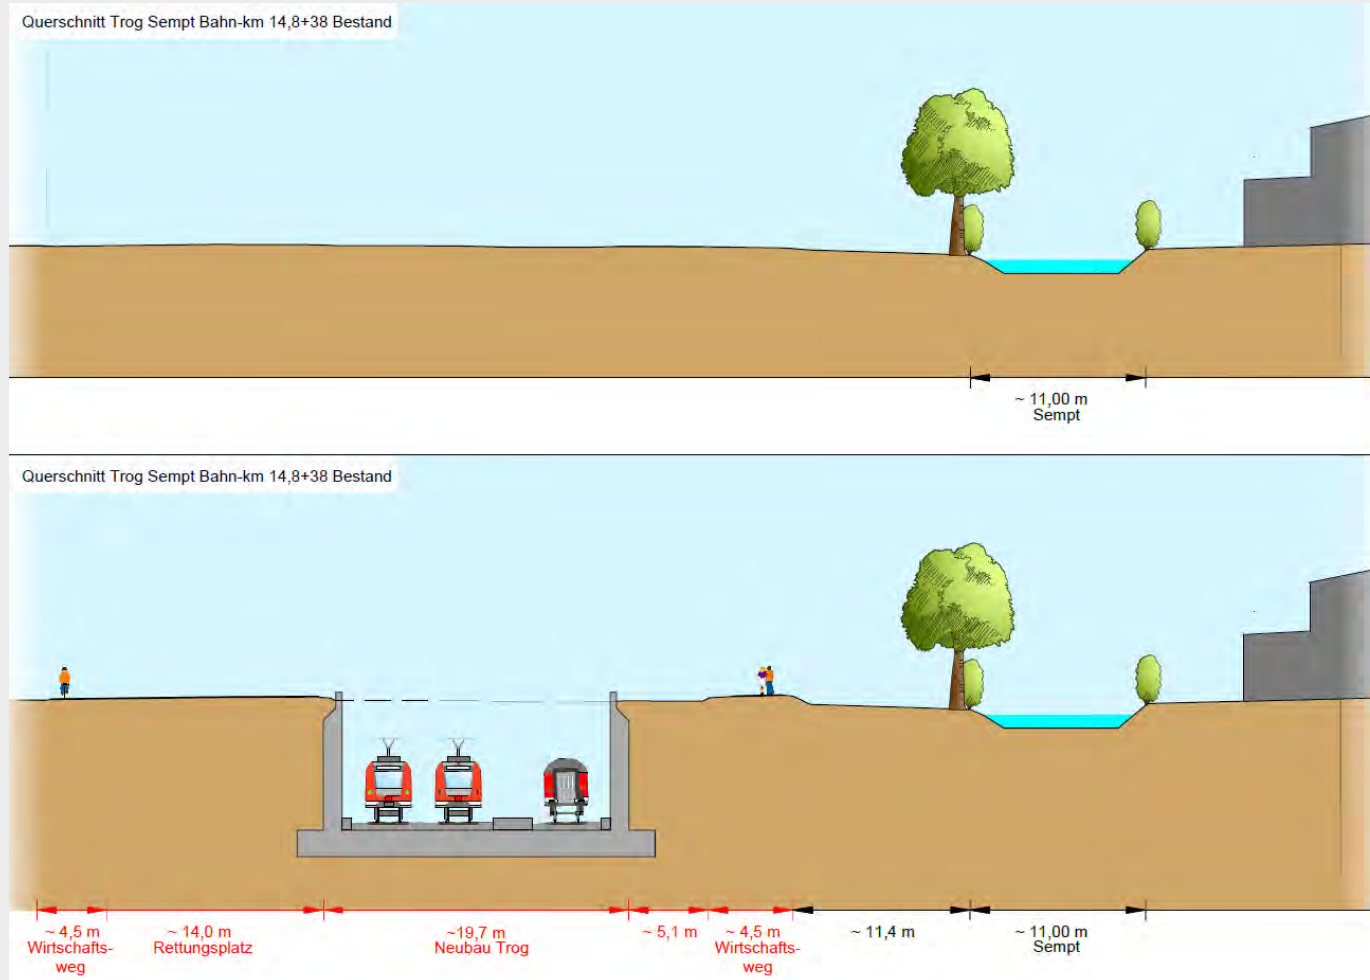 Querschnitt Trog Sempt Bahn-km 14,8+38 Bestand
~ 11,00 m
Sempt
Querschnitt Trog Sempt Bahn-km 14,8+38 Bestand
~ 4,5 m
Wirtschafts-
weg
~ 14,0 m
Rettungsplatz
~19,7 m
Neubau Trog
~ 5,1 m
~ 4,5 m
Wirtschafts-
weg
~ 11,4 m
~ 11,00 m
Sempt